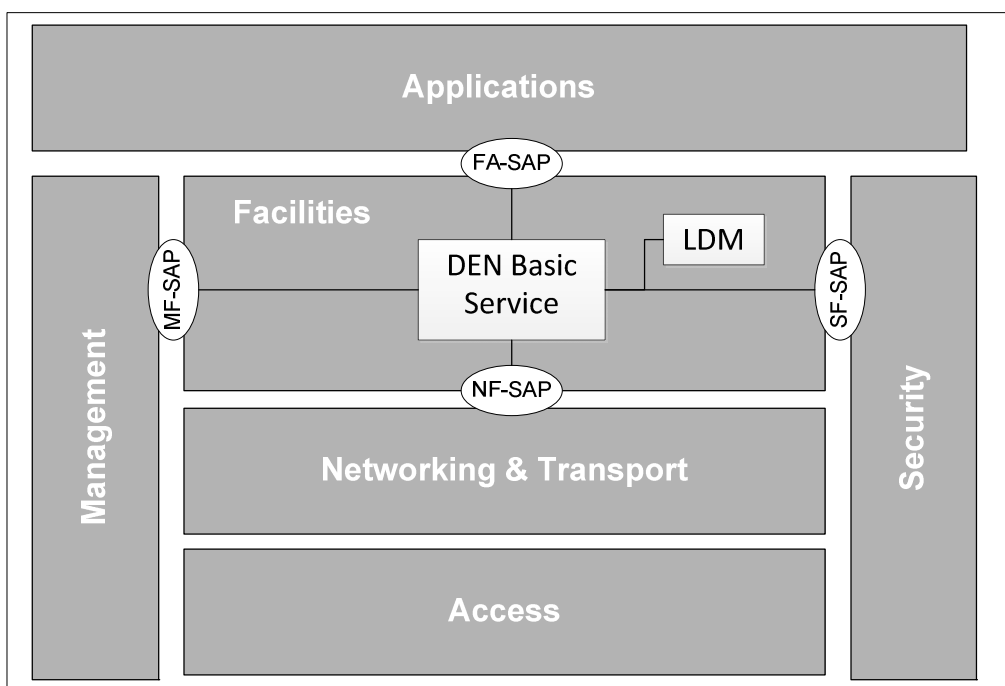 Applications
FA-SAP
Facilities
LDM
DEN Basic
Service
MF-SAP
SF-SAP
NF-SAP
Management
Security
Networking & Transport
Access